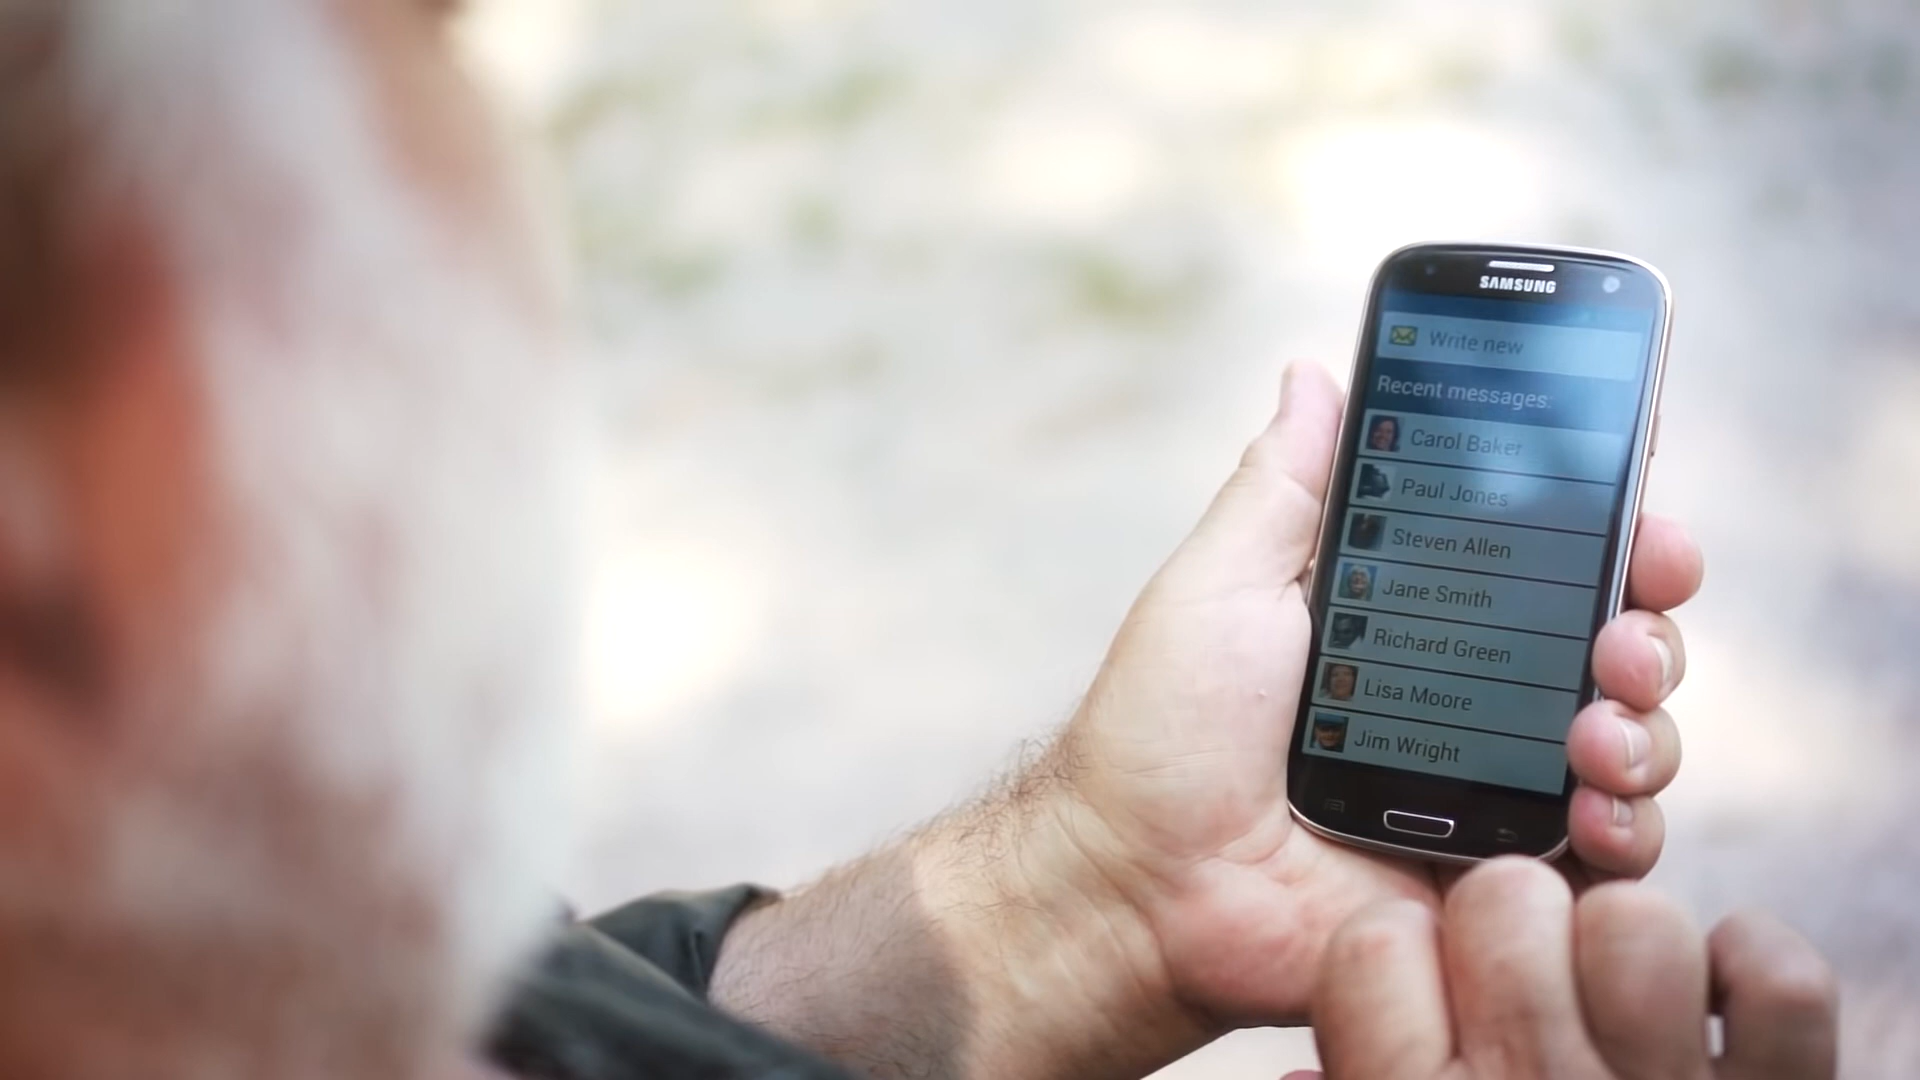 SAMSUNG
Write new
Recent messages:
Carol Baker
Paul Jones
Steven Allen
Jane Smith
Richard Green
Lisa Moore
Jim Wright